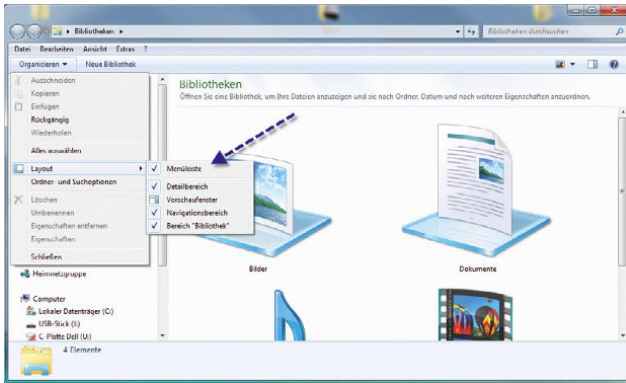 Bibliotheken
Bibliotheken durchsuchen
Datei Bearbeiten Ansicht Extras ?
Organisieren Neue Bibliothek
Ausschneiden
Kopieren
Einfügen
Rückgängig
Wiederholen
Alles auswählen
Layout
Ordner- und Suchoptionen
Löschen
Umbenennen
Eigenschaften entfernen
Eigenschaften
Schließen
Menüleiste
Detailbereich
Vorschaufenster
Navigationsbereich
Bereich "Bibliothek"
Bibliotheken
Öffnen Sie eine Bibliothek, um Ihre Dateien anzuzeigen und sie nach Ordner, Datum und nach weiteren Eigenschaften anzuordnen.
Bilder
Dokumente
Heimnetzgruppe
Computer
Lokaler Datenträger (C:)
USB-Stick (I:)
C-Platte Dell (U:)
4 Elemente